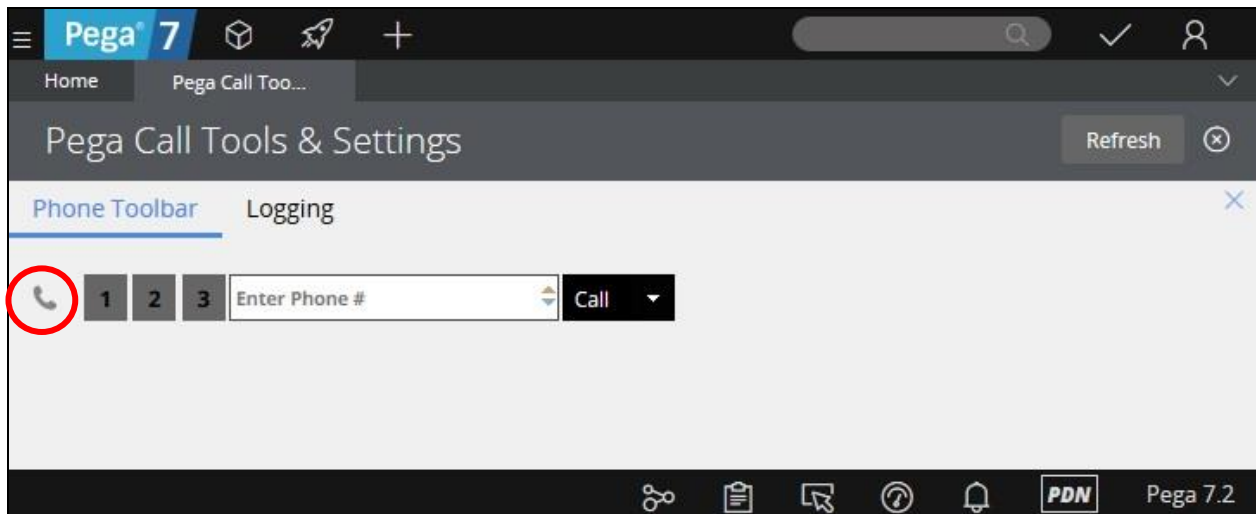 Pega® 7
Home Pega Call Too...
Pega Call Tools & Settings Refresh
Phone Toolbar Logging
1 2 3 Enter Phone # Call
PDN Pega 7.2